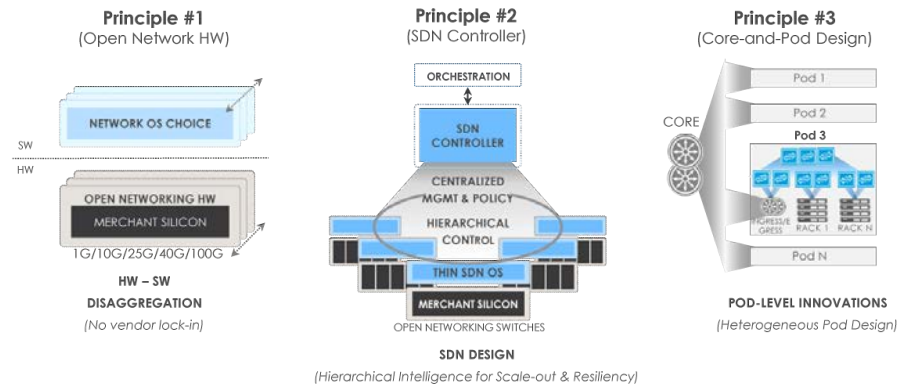 Principle #1
(Open Network HW)
NETWORK OS CHOICE
SW
HW
OPEN NETWORKING HW
MERCHANT SILICON
1G/10G/25G/40G/100G
HW – SW
DISAGGREGATION
(No vendor lock-in)
Principle #2
(SDN Controller)
ORCHESTRATION
SDN
CONTROLLER
CENTRALIZED
MGMT & POLICY
HIERARCHICAL
CONTROL
THIN SDN OS
MERCHANT SILICON
OPEN NETWORKING SWITCHES
SDN DESIGN
(Hierarchical Intelligence for Scale-out & Resiliency)
Principle #3
(Core-and-Pod Design)
CORE
Pod 1
Pod 2
Pod 3
INGRESS/E
GRESS
RACK 1
RACK N
Pod N
POD-LEVEL INNOVATIONS
(Heterogeneous Pod Design)